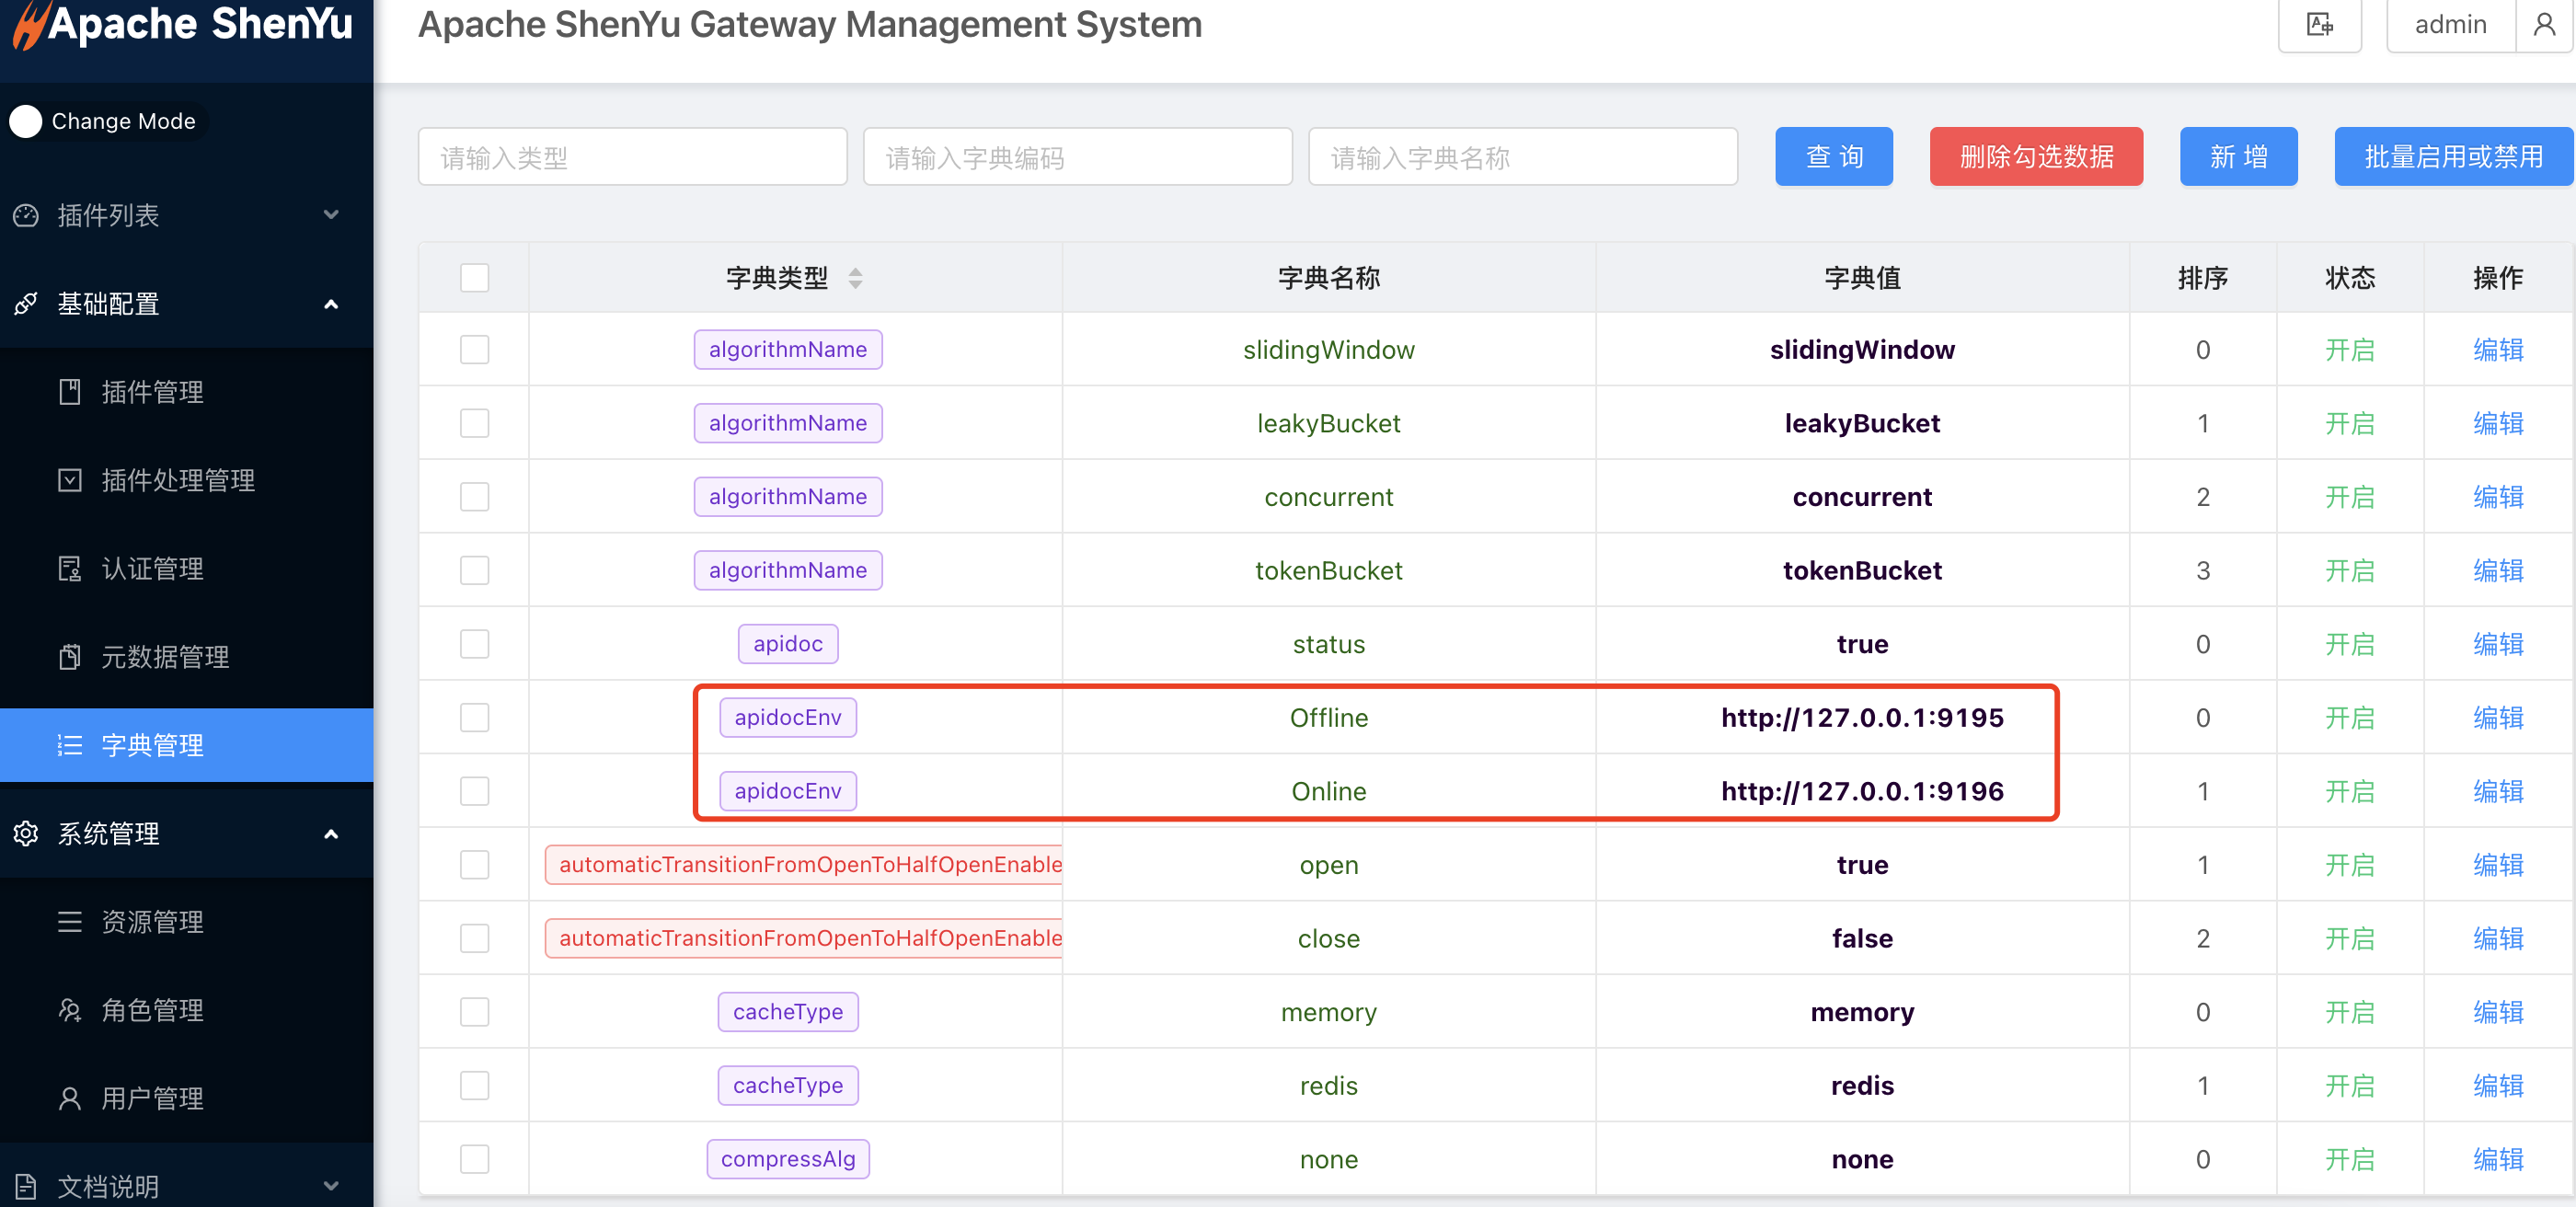 Apache ShenYu
Apache ShenYu Gateway Management System
admin
Change Mode
插件列表
基础配置
插件管理
插件处理管理
认证管理
元数据管理
字典管理
系统管理
资源管理
角色管理
用户管理
文档说明
请输入类型 请输入字典编码 请输入字典名称 查 询 删除勾选数据 新 增 批量启用或禁用
字典类型 字典名称 字典值 排序 状态 操作
algorithmName slidingWindow slidingWindow 0 开启 编辑
algorithmName leakyBucket leakyBucket 1 开启 编辑
algorithmName concurrent concurrent 2 开启 编辑
algorithmName tokenBucket tokenBucket 3 开启 编辑
apidoc status true 0 开启 编辑
apidocEnv Offline http://127.0.0.1:9195 0 开启 编辑
apidocEnv Online http://127.0.0.1:9196 1 开启 编辑
automaticTransitionFromOpenToHalfOpenEnable open true 1 开启 编辑
automaticTransitionFromOpenToHalfOpenEnable close false 2 开启 编辑
cacheType memory memory 0 开启 编辑
cacheType redis redis 1 开启 编辑
compressAlg none none 0 开启 编辑